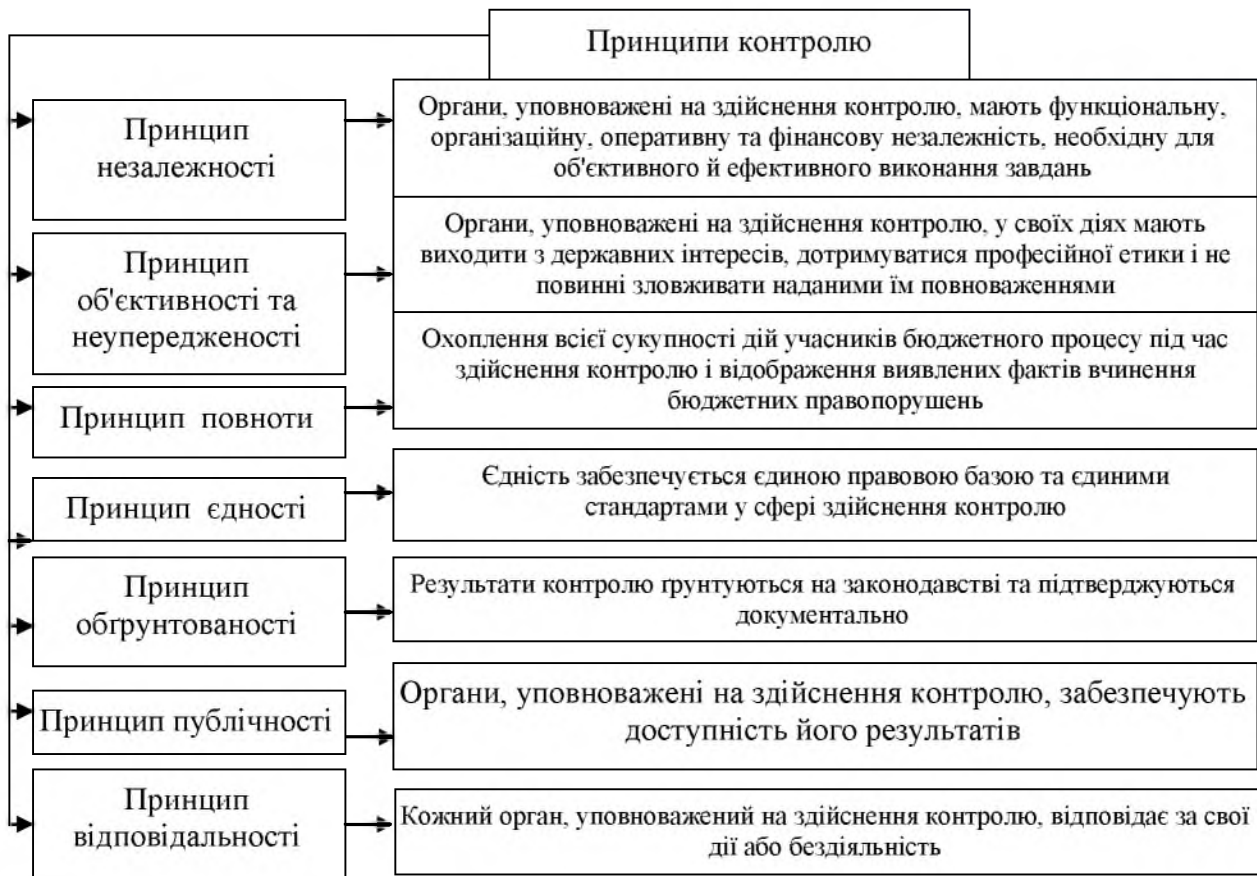 Принципи контролю
Принцип
незалежності
Органи, уповноважені на здійснення контролю, мають функціональну,
організаційну, оперативну та фінансову незалежність, необхідну для
об'єктивного й ефективного виконання завдань
Принцип
об'єктивності та
неупередженості
Органи, уповноважені на здійснення контролю, у своїх діях мають
виходити з державних інтересів, дотримуватися професійної етики і не
повинні зловживати наданими їм повноваженнями
Принцип повноти
Охоплення всієї сукупності дій учасників бюджетного процесу під час
здійснення контролю і відображення виявлених фактів вчинення
бюджетних правопорушень
Принцип єдності
Єдність забезпечується єдиною правовою базою та єдиними
стандартами у сфері здійснення контролю
Принцип
обґрунтованості
Результати контролю ґрунтуються на законодавстві та підтверджуються
документально
Принцип публічності
Органи, уповноважені на здійснення контролю, забезпечують
доступність його результатів
Принцип
відповідальності
Кожний орган, уповноважений на здійснення контролю, відповідає за свої
дії або бездіяльність